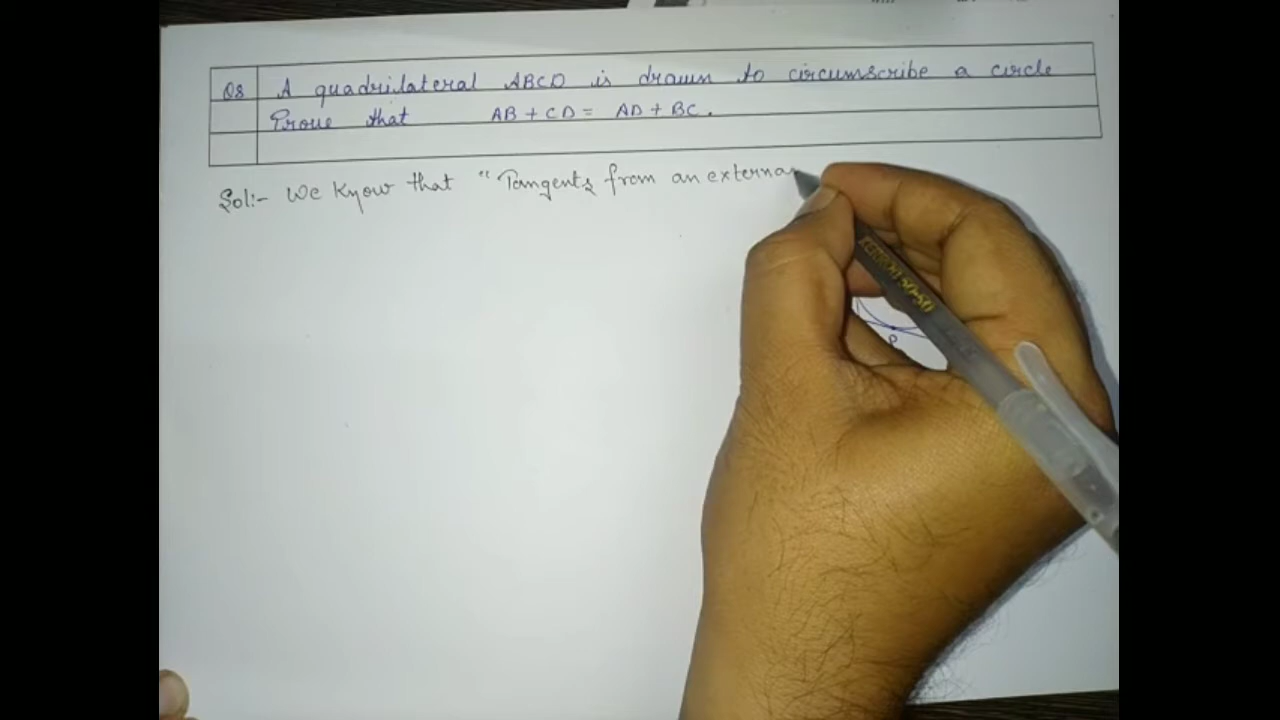 Q8 A quadrilateral ABCD is drawn to circumscribe a circle
Prove that AB + CD = AD + BC.
Sol:- We Know that "Tangents from an externa
P